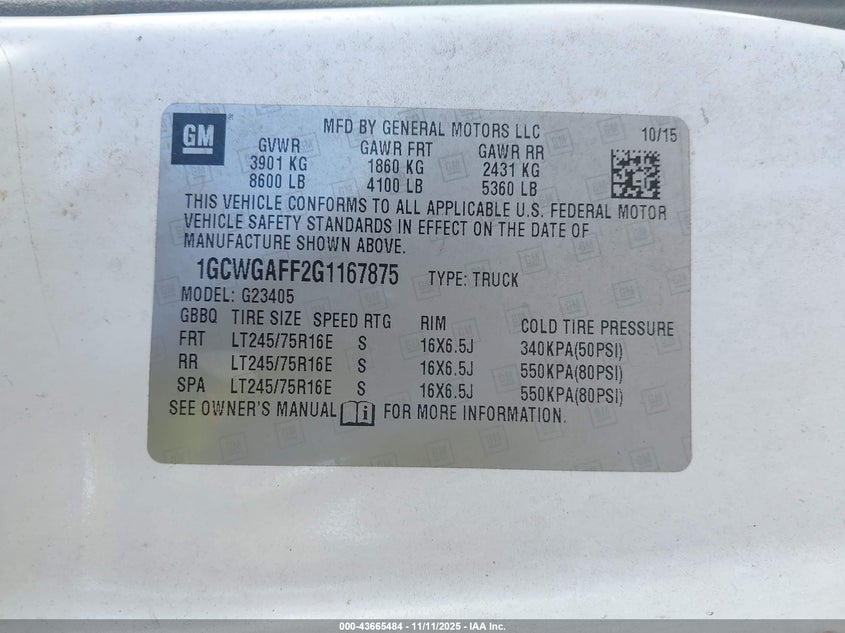 GM
MFD BY GENERAL MOTORS LLC 10/15
GVWR GAWR FRT GAWR RR
3901 KG 1860 KG 2431 KG
8600 LB 4100 LB 5360 LB
THIS VEHICLE CONFORMS TO ALL APPLICABLE U.S. FEDERAL MOTOR
VEHICLE SAFETY STANDARDS IN EFFECT ON THE DATE OF
MANUFACTURE SHOWN ABOVE.
1GCWGAFF2G1167875 TYPE: TRUCK
MODEL: G23405
GBBQ TIRE SIZE SPEED RTG RIM COLD TIRE PRESSURE
FRT LT245/75R16E S 16X6.5J 340KPA(50PSI)
RR LT245/75R16E S 16X6.5J 550KPA(80PSI)
SPA LT245/75R16E S 16X6.5J 550KPA(80PSI)
SEE OWNER'S MANUAL i FOR MORE INFORMATION.
000-43665484 - 11/11/2025 - IAA Inc.